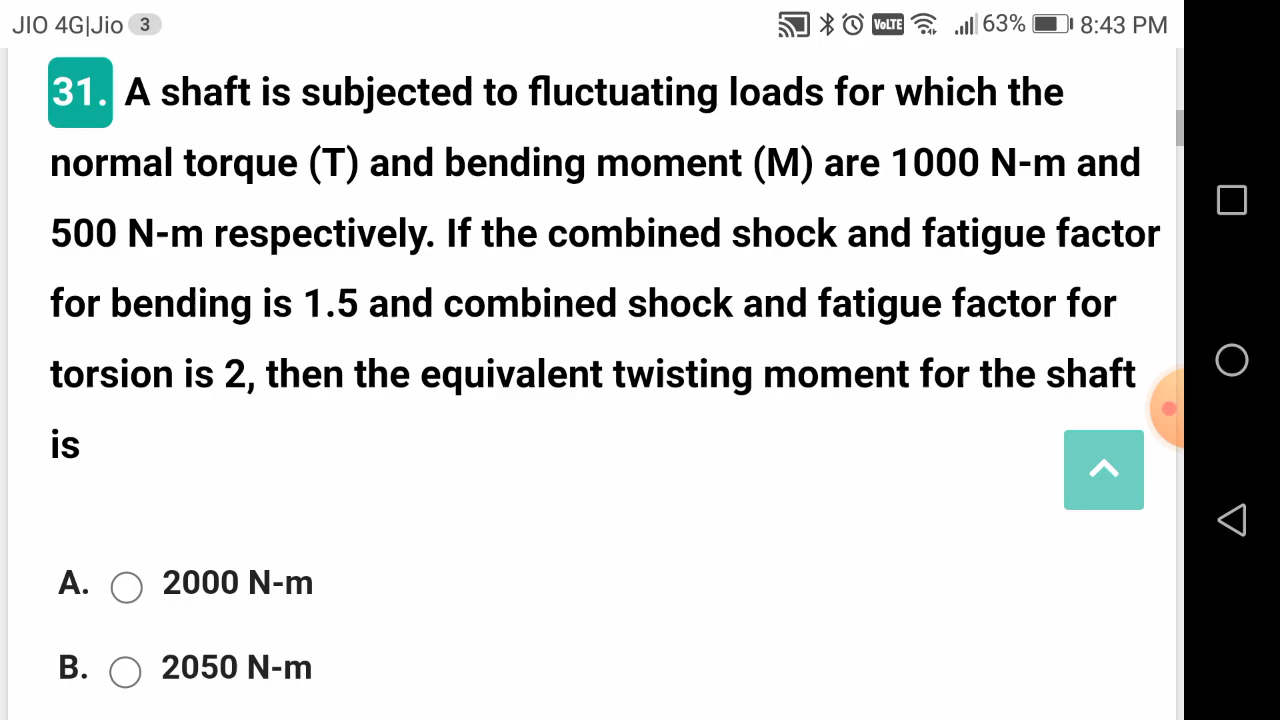 JIO 4G|Jio 3 VoLTE 63% 8:43 PM
31. A shaft is subjected to fluctuating loads for which the
normal torque (T) and bending moment (M) are 1000 N-m and
500 N-m respectively. If the combined shock and fatigue factor
for bending is 1.5 and combined shock and fatigue factor for
torsion is 2, then the equivalent twisting moment for the shaft
is
A. 2000 N-m
B. 2050 N-m